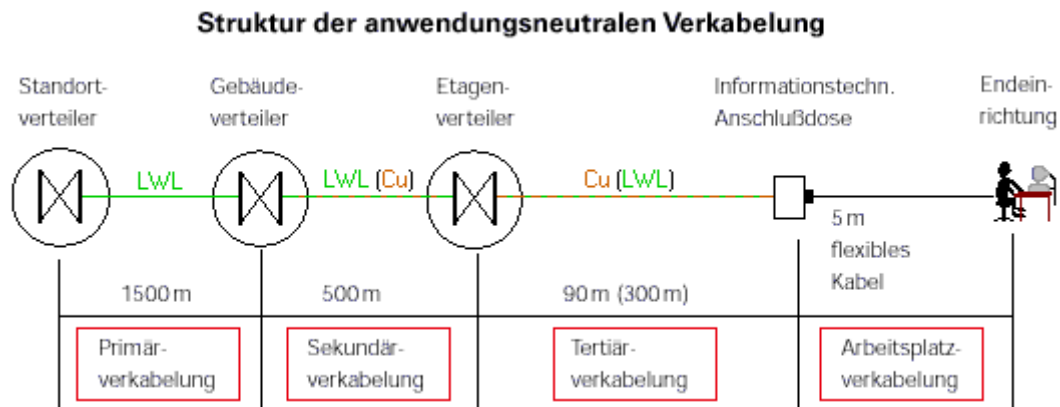 Struktur der anwendungsneutralen Verkabelung
Standort-
verteiler
Gebäude-
verteiler
Etagen-
verteiler
Informationstechn.
Anschlußdose
Endein-
richtung
LWL
LWL (Cu)
Cu (LWL)
5 m
flexibles
Kabel
1500 m
500 m
90 m (300 m)
Primär-
verkabelung
Sekundär-
verkabelung
Tertiär-
verkabelung
Arbeitsplatz-
verkabelung